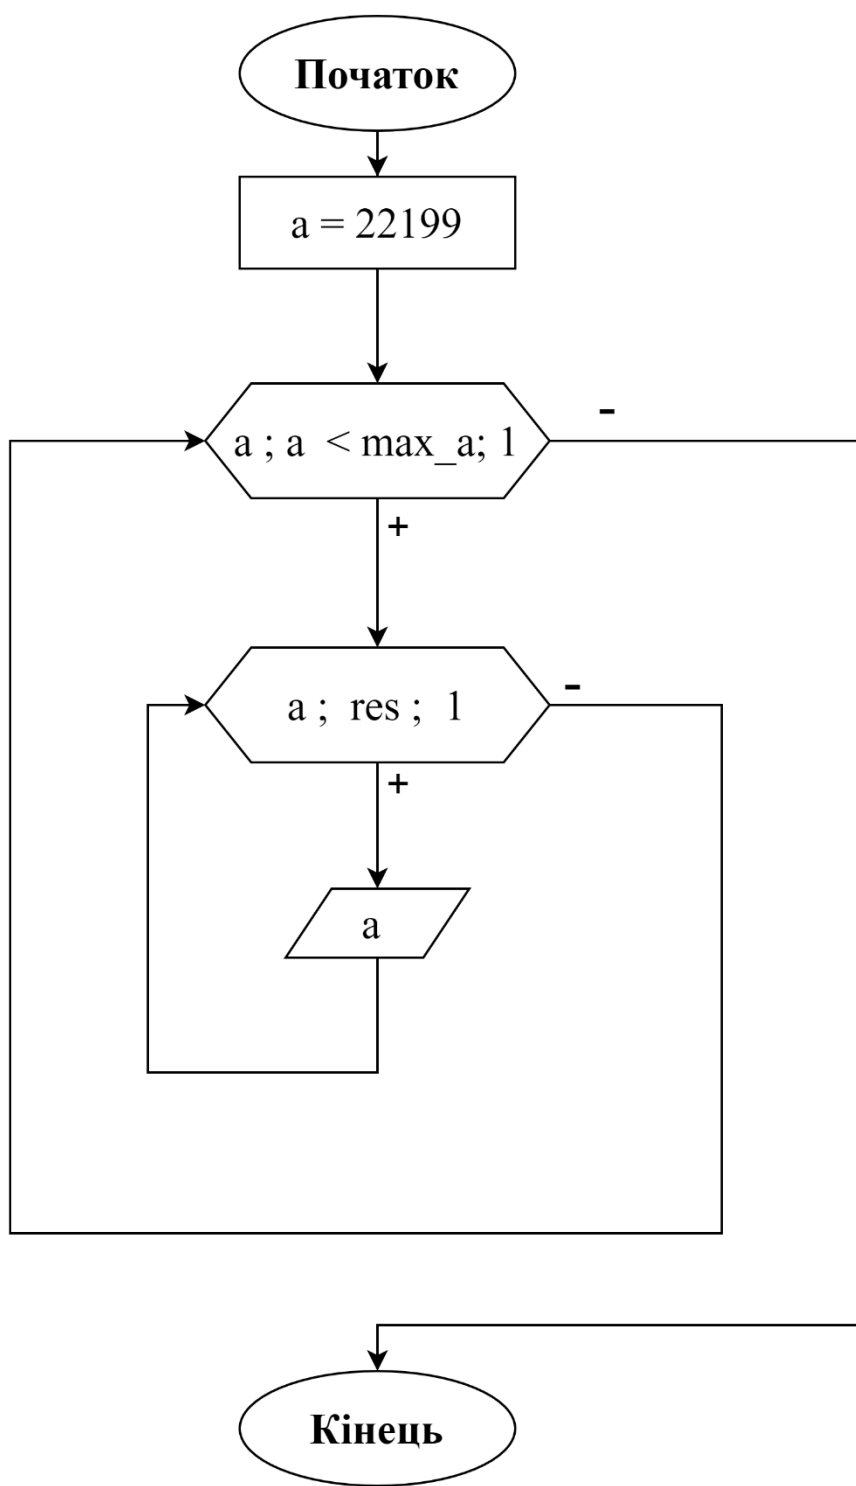 Початок
a = 22199
a ; a < max_a; 1
-
+
a ; res ; 1
-
+
a
Кінець